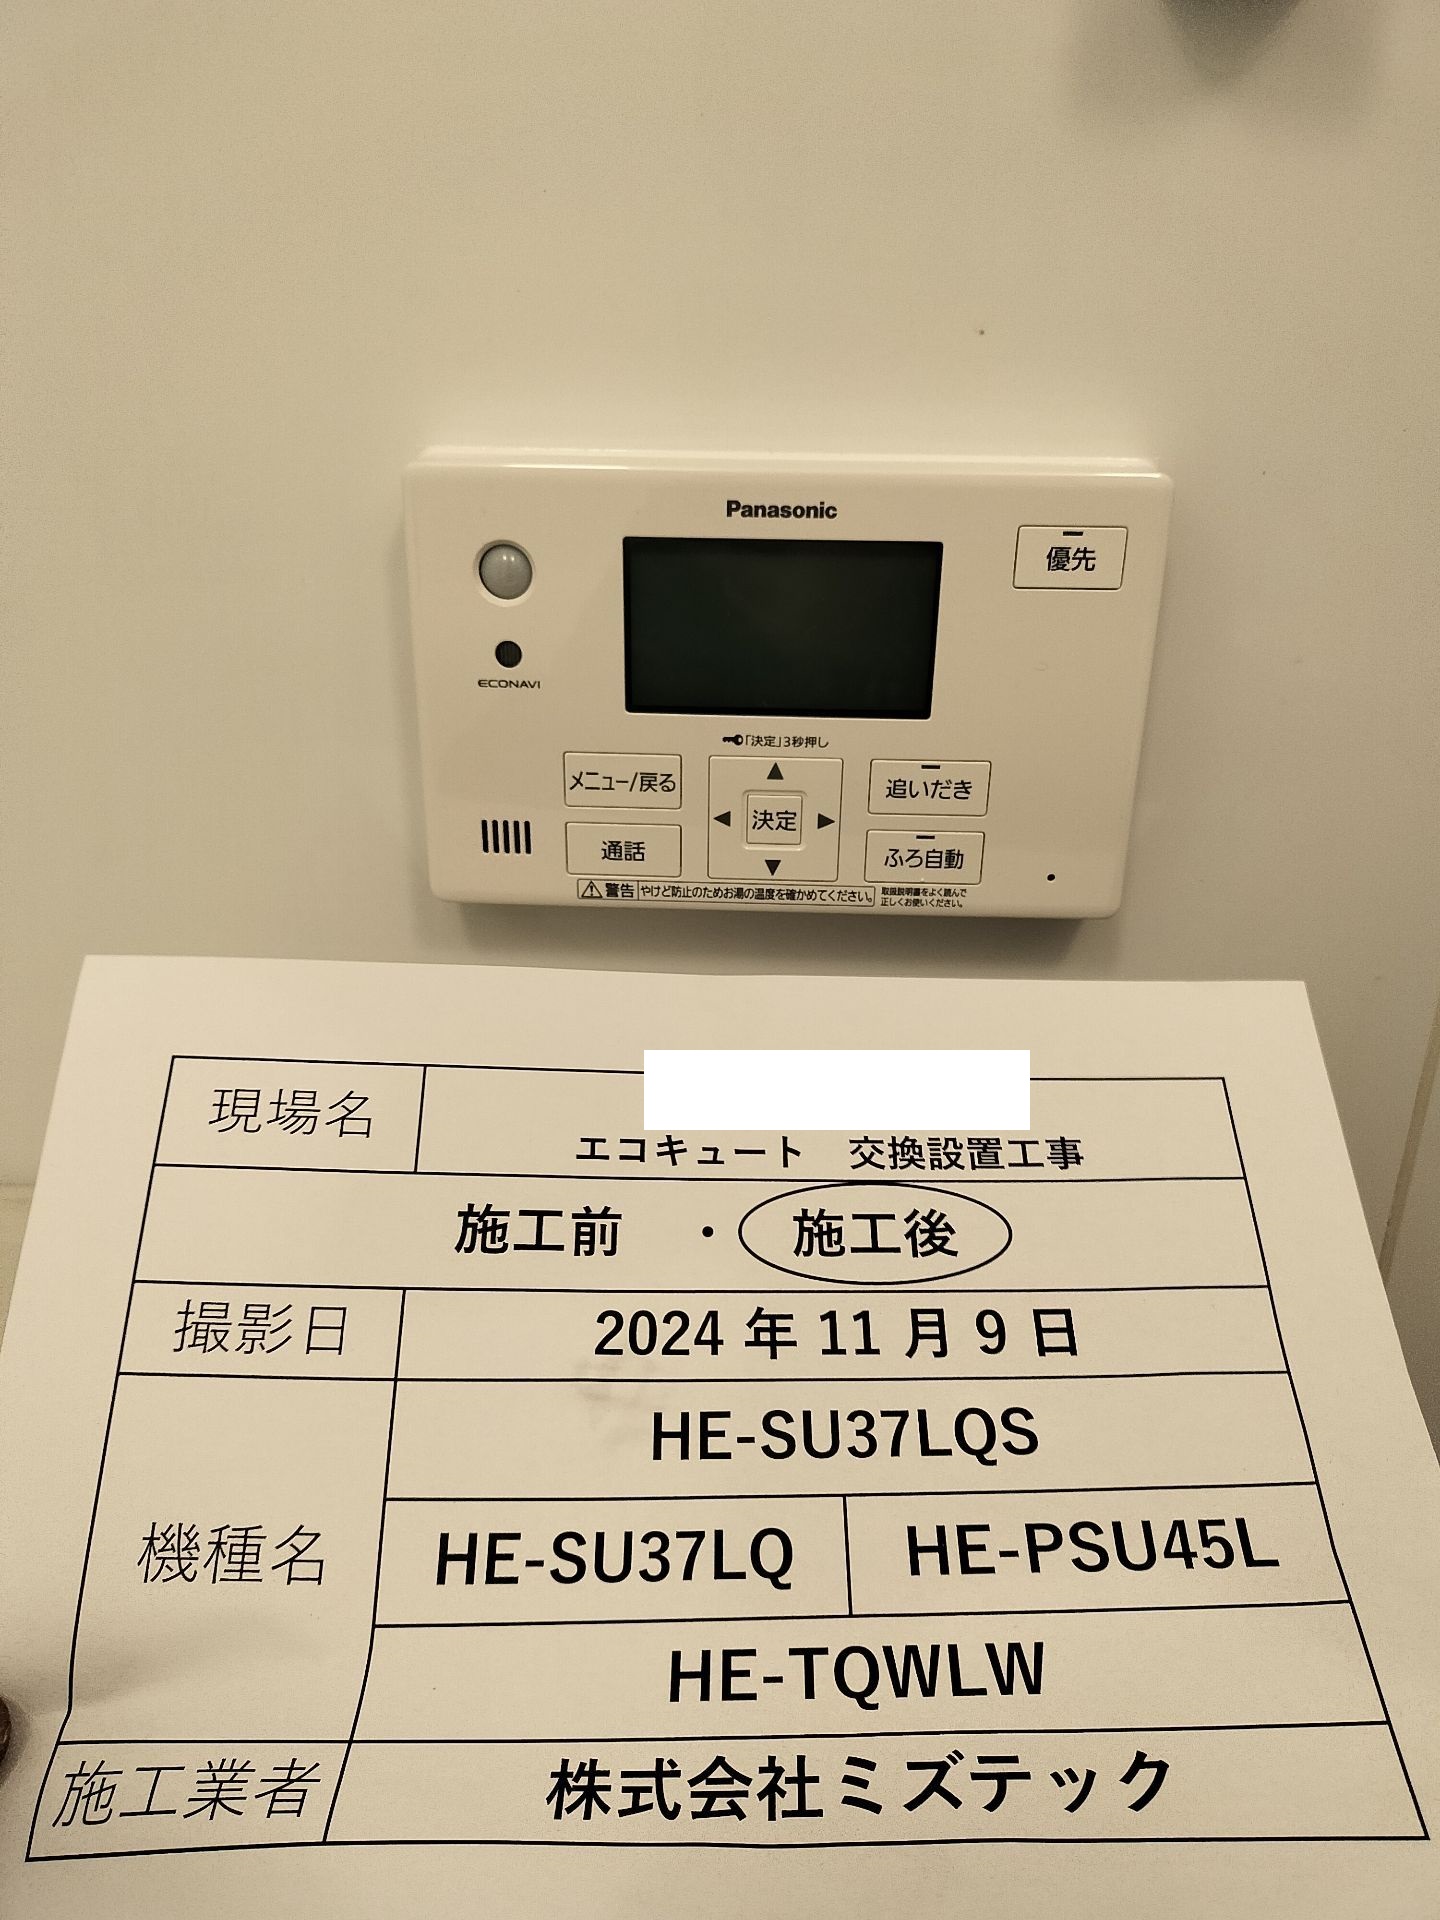 Panasonic
優先
ECONAVI
「決定」3秒押し
メニュー/戻る
▲
追いだき
◀ 決定 ▶
通話
▼
ふろ自動
警告 やけど防止のためお湯の温度を確かめてください。
取扱説明書をよく読んで
正しくお使いください。
現場名
エコキュート 交換設置工事
施工前 ・ 施工後
撮影日 2024 年 11 月 9 日
機種名
HE-SU37LQS
HE-SU37LQ HE-PSU45L
HE-TQWLW
施工業者 株式会社ミズテック